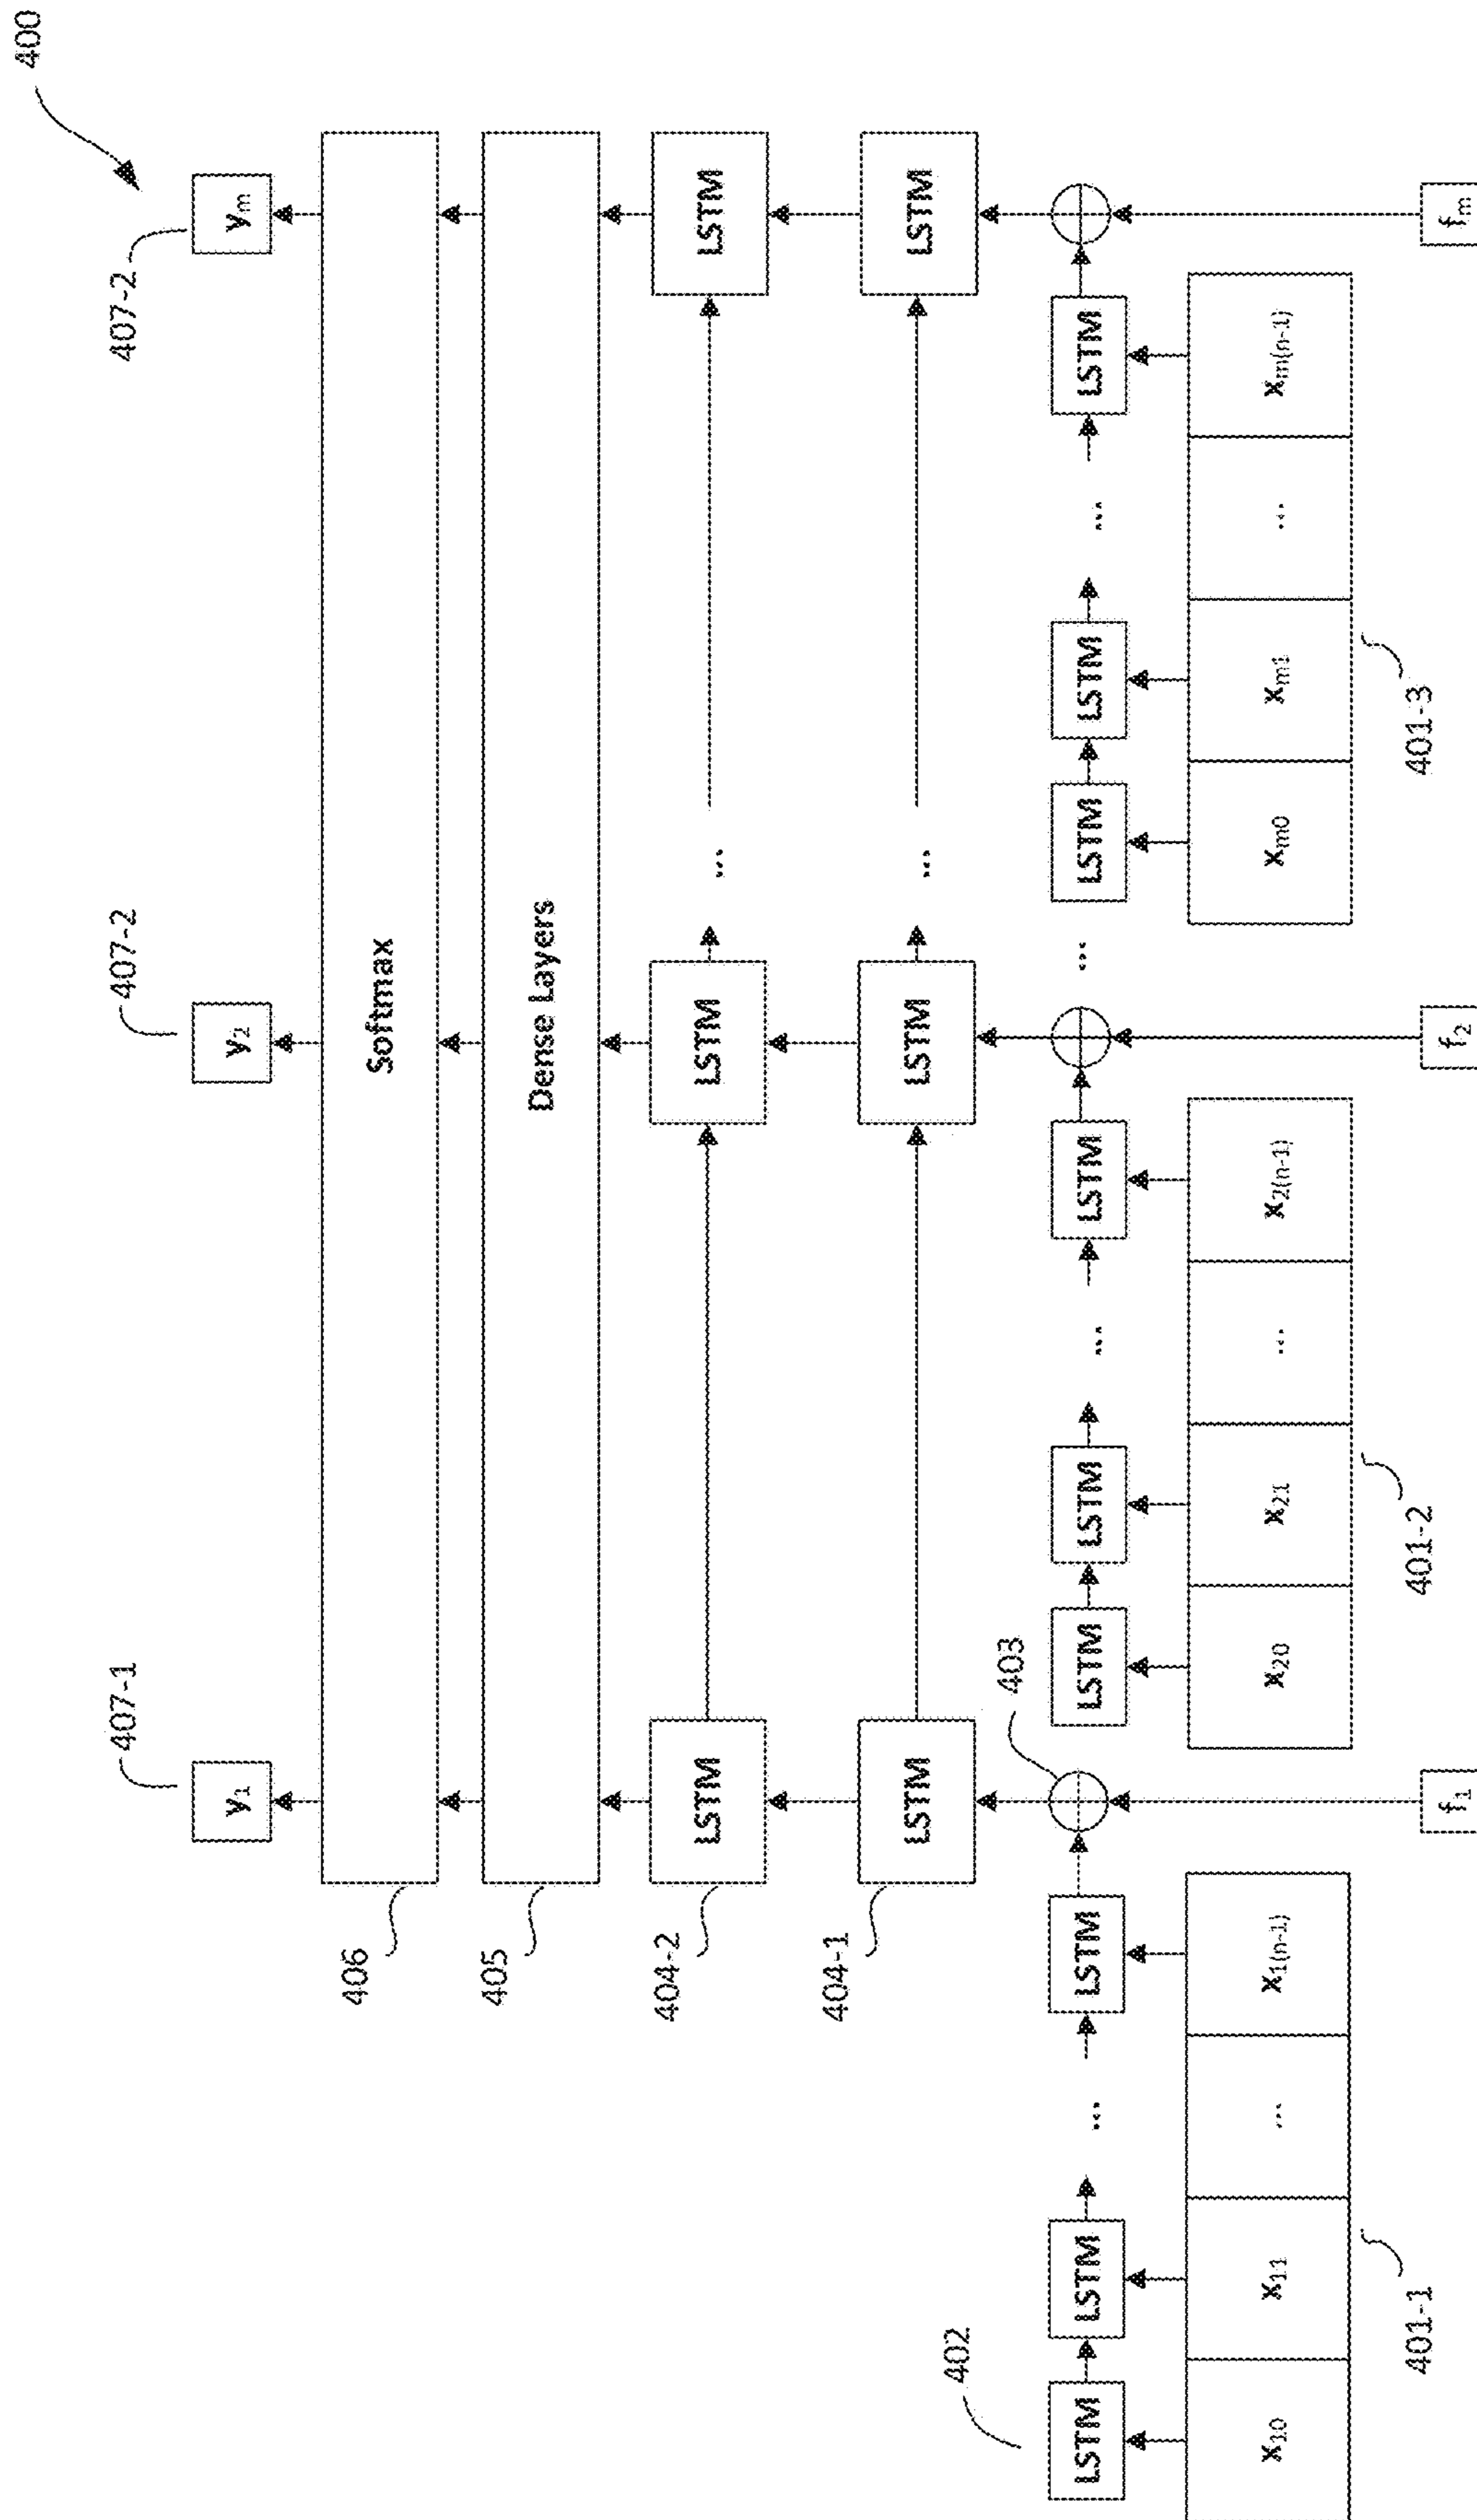 400
407-1
407-2
407-2
y₁
y₂
yₘ
406
Softmax
405
Dense Layers
404-2
LSTM
LSTM
...
LSTM
404-1
LSTM
LSTM
...
LSTM
402
403
LSTM
LSTM
...
LSTM
LSTM
LSTM
...
LSTM
...
LSTM
LSTM
...
LSTM
x₁₀
x₁₁
...
x₁₍ₙ₋₁₎
x₂₀
x₂₁
...
x₂₍ₙ₋₁₎
xₘ₀
xₘ₁
...
xₘ₍ₙ₋₁₎
401-1
401-2
401-3
f₁
f₂
fₘ